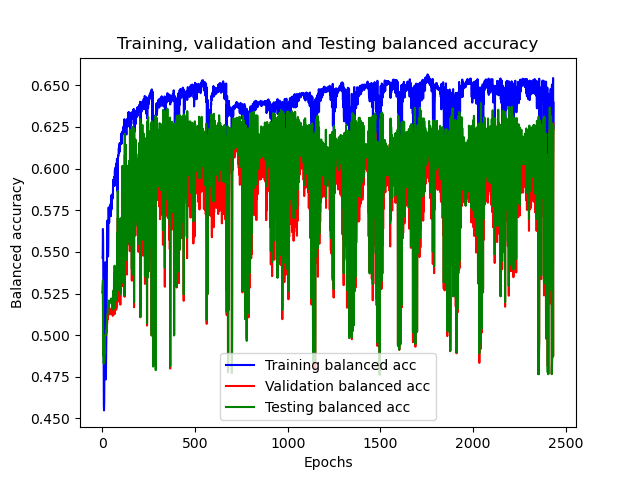 Training, validation and Testing balanced accuracy
Balanced accuracy
0.650
0.625
0.600
0.575
0.550
0.525
0.500
0.475
0.450
Training balanced acc
Validation balanced acc
Testing balanced acc
0 500 1000 1500 2000 2500
Epochs